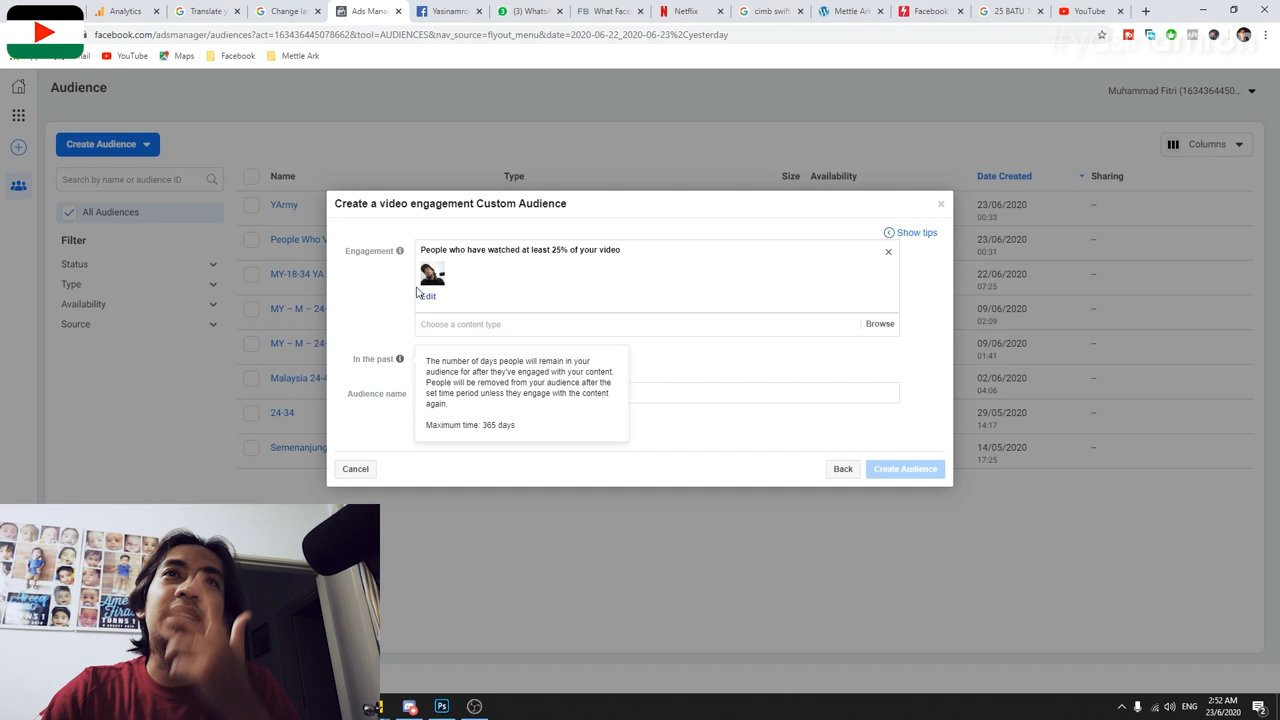 Analytics
Translate y
Change la
Ads Mana
Facebook
(3) WhatsA
What Face
Netflix
cimb swift
Mettle Ark
Facebook
25 BATU T
YouTube
facebook.com/adsmanager/audiences?act=163436445078662&tool=AUDIENCES&nav_source=flyout_menu&date=2020-06-22_2020-06-23%2Cyesterday
YouTube
Maps
Facebook
Mettle Ark
Audience
Muhammad Fitri (1634364450...
Create Audience
Columns
Search by name or audience ID
Name
Type
Size
Availability
Date Created
Sharing
All Audiences
Filter
Status
Type
Availability
Source
YArmy
23/06/2020
00:33
--
People Who V
23/06/2020
00:31
--
MY-18-34 YA
22/06/2020
07:25
--
MY – M – 24-
09/06/2020
02:09
--
MY – M – 24-
09/06/2020
01:41
--
Malaysia 24-4
02/06/2020
04:06
--
24-34
29/05/2020
14:17
--
Semenanjung
14/05/2020
17:25
--
Create a video engagement Custom Audience
Show tips
Engagement
People who have watched at least 25% of your video
Edit
Choose a content type
Browse
In the past
The number of days people will remain in your
audience for after they've engaged with your content.
People will be removed from your audience after the
set time period unless they engage with the content
again.
Maximum time: 365 days
Audience name
Cancel
Back
Create Audience
TURNS 1
TURNS 1
Ps
ENG
2:52 AM
23/6/2020
2